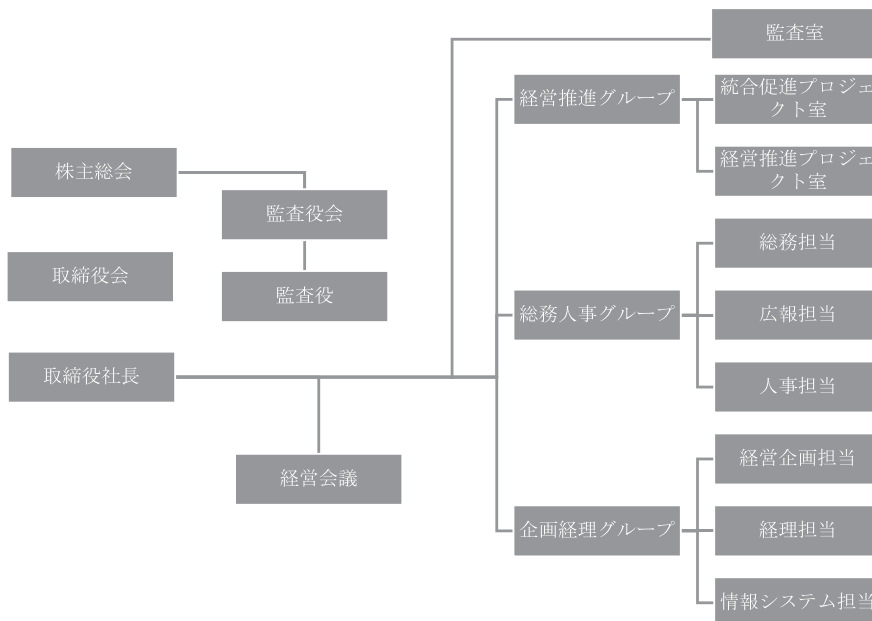 監査室
経営推進グループ
統合促進プロジェ
クト室
経営推進プロジェ
クト室
株主総会
監査役会
取締役会
監査役
総務担当
総務人事グループ
広報担当
取締役社長
人事担当
経営会議
経営企画担当
企画経理グループ
経理担当
情報システム担当